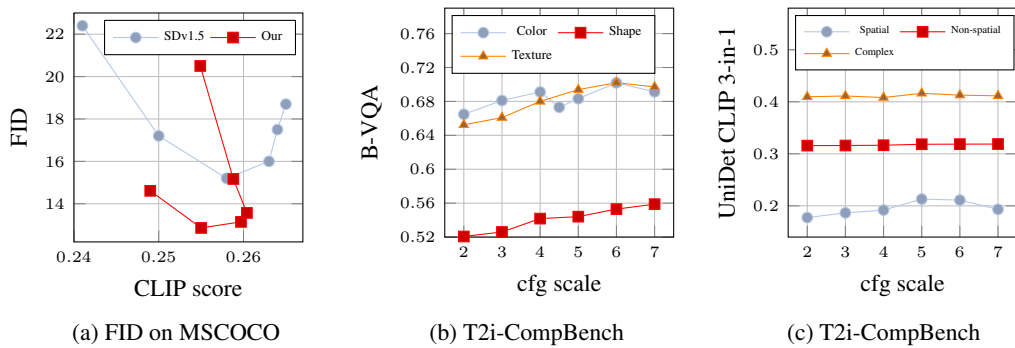 FID
22
20
18
16
14
SDv1.5 Our
0.24 0.25 0.26
CLIP score
(a) FID on MSCOCO
B-VQA
0.76
0.72
0.68
0.64
0.6
0.56
0.52
Color Shape
Texture
2 3 4 5 6 7
cfg scale
(b) T2i-CompBench
UniDet CLIP 3-in-1
0.5
0.4
0.3
0.2
Spatial Non-spatial
Complex
2 3 4 5 6 7
cfg scale
(c) T2i-CompBench